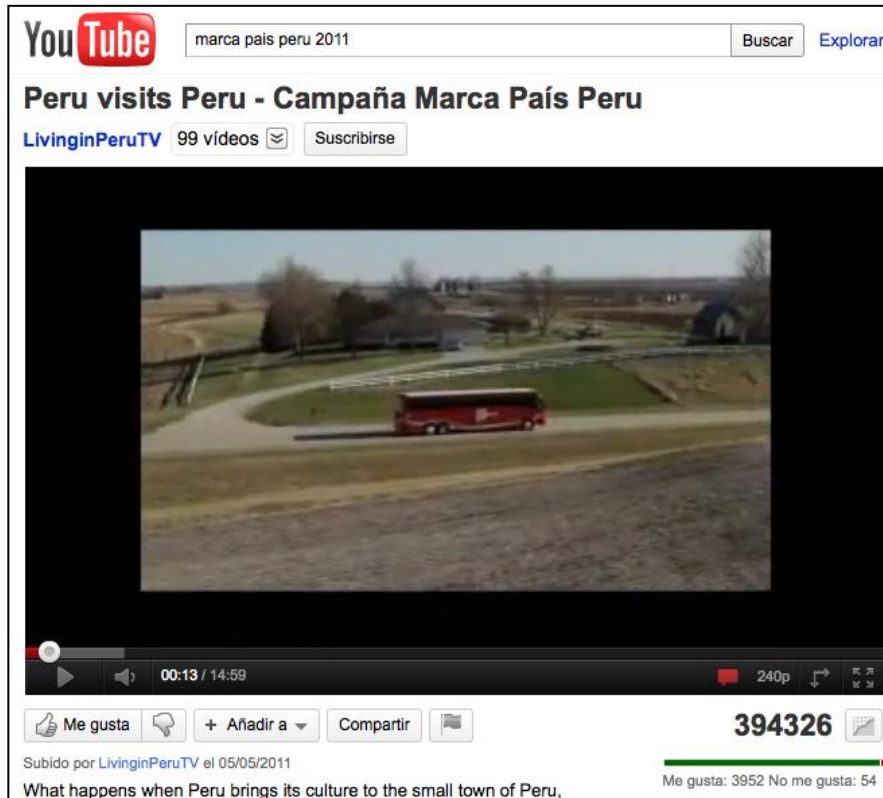 YouTube
marca pais peru 2011
Buscar
Explorar
Peru visits Peru - Campaña Marca País Peru
LivinginPeruTV 99 vídeos Suscribirse
00:13 / 14:59
240p
Me gusta
+ Añadir a
Compartir
394326
Subido por LivinginPeruTV el 05/05/2011
Me gusta: 3952 No me gusta: 54
What happens when Peru brings its culture to the small town of Peru,